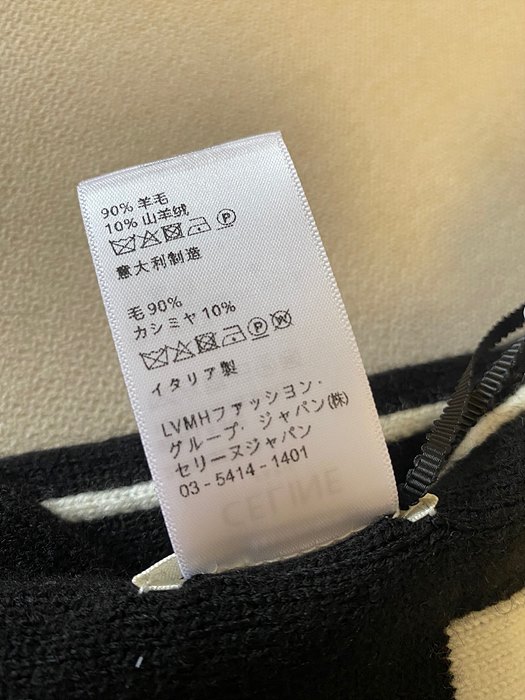 90% 羊毛
10% 山羊绒
P
意大利制造
毛 90%
カシミヤ 10%
P W
イタリア製
LVMHファッション・
グループ・ジャパン(株)
セリーヌジャパン
03-5414-1401
CELINE